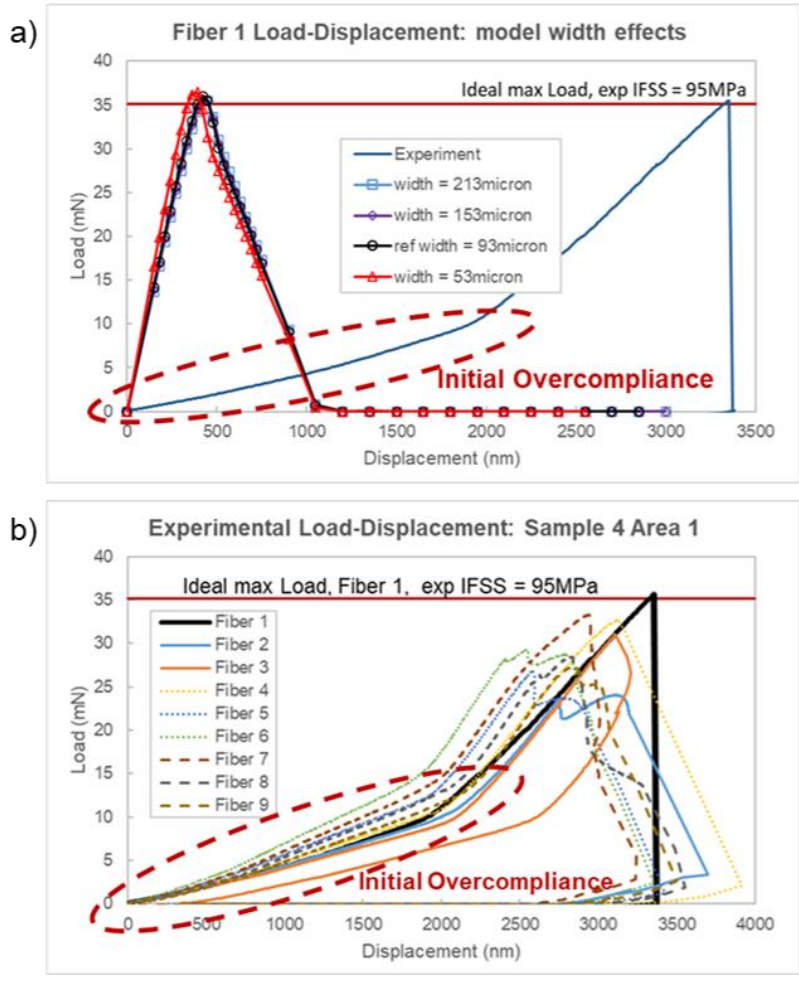 a)
Fiber 1 Load-Displacement: model width effects
40
35
30
25
20
15
10
5
0
Load (mN)
Ideal max Load, exp IFSS = 95MPa
Experiment
width = 213micron
width = 153micron
ref width = 93micron
width = 53micron
Initial Overcompliance
0 500 1000 1500 2000 2500 3000 3500
Displacement (nm)
b)
Experimental Load-Displacement: Sample 4 Area 1
40
35
30
25
20
15
10
5
0
Load (mN)
Ideal max Load, Fiber 1, exp IFSS = 95MPa
Fiber 1
Fiber 2
Fiber 3
Fiber 4
Fiber 5
Fiber 6
Fiber 7
Fiber 8
Fiber 9
Initial Overcompliance
0 500 1000 1500 2000 2500 3000 3500 4000
Displacement (nm)